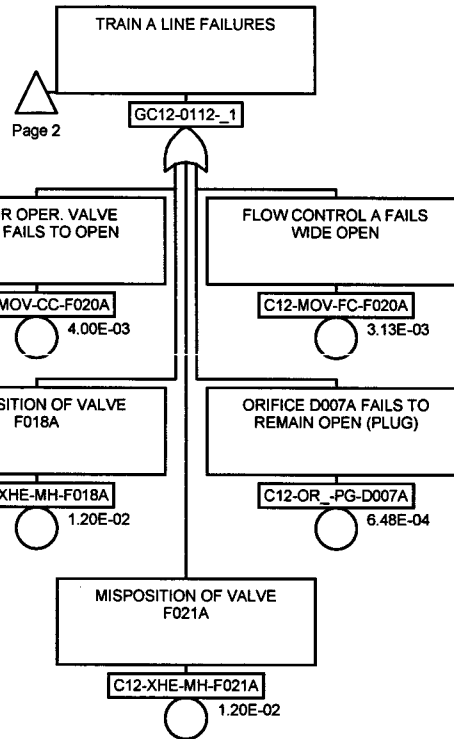 TRAIN A LINE FAILURES
Page 2
GC12-0112-_1
R OPER. VALVE
FAILS TO OPEN
MOV-CC-F020A
4.00E-03
FLOW CONTROL A FAILS
WIDE OPEN
C12-MOV-FC-F020A
3.13E-03
SITION OF VALVE
F018A
XHE-MH-F018A
1.20E-02
ORIFICE D007A FAILS TO
REMAIN OPEN (PLUG)
C12-OR_-PG-D007A
6.48E-04
MISPOSITION OF VALVE
F021A
C12-XHE-MH-F021A
1.20E-02